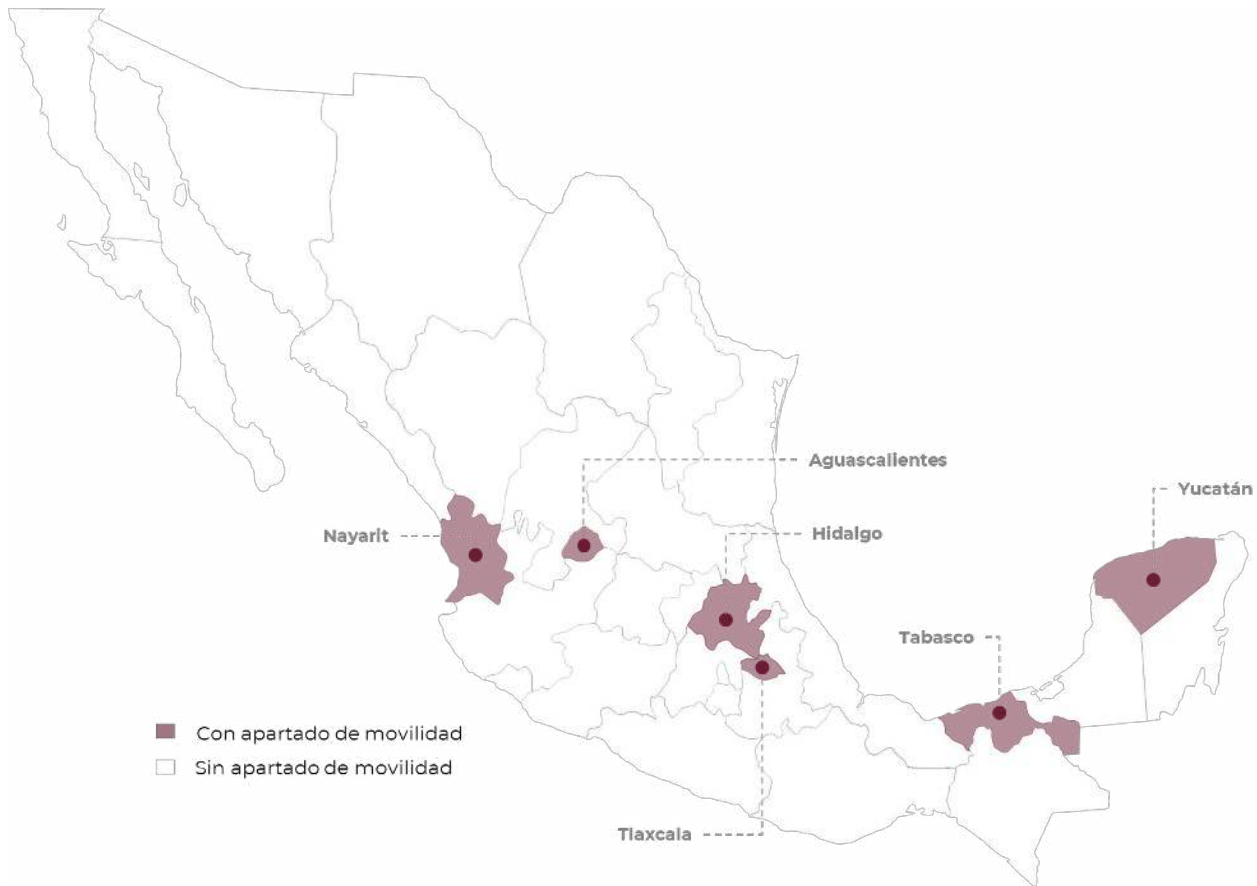 Aguascalientes
Yucatán
Nayarit
Hidalgo
Tabasco
Con apartado de movilidad
Sin apartado de movilidad
Tlaxcala